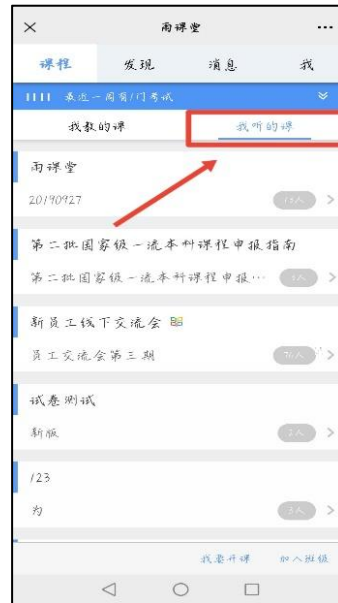 雨课堂
课程 发现 消息 我
最近一周有1门考试
我教的课 我听的课
雨课堂
20190927
第二批国家级一流本科课程申报指南
第二批国家级一流本科课程申报…
新员工线下交流会
员工交流会第三期
试卷测试
新版 2人
123
为 3人
我要开课 加入班级